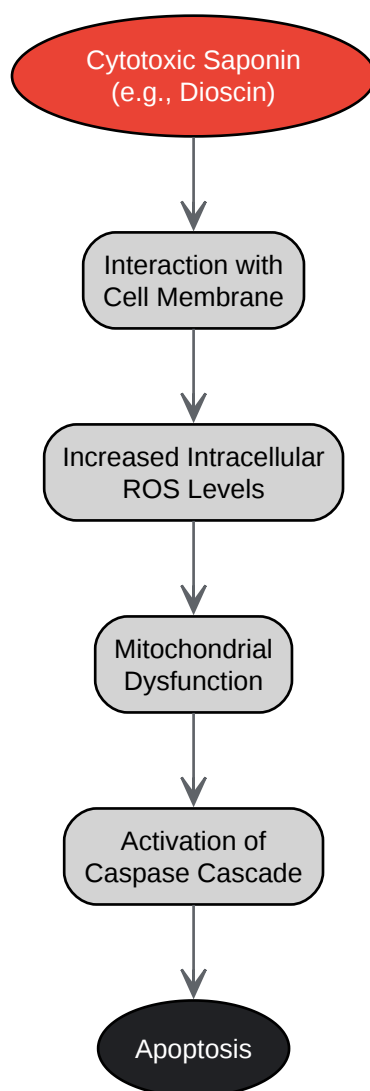 Cytotoxic Saponin
(e.g., Dioscin)
Interaction with
Cell Membrane
Increased Intracellular
ROS Levels
Mitochondrial
Dysfunction
Activation of
Caspase Cascade
Apoptosis